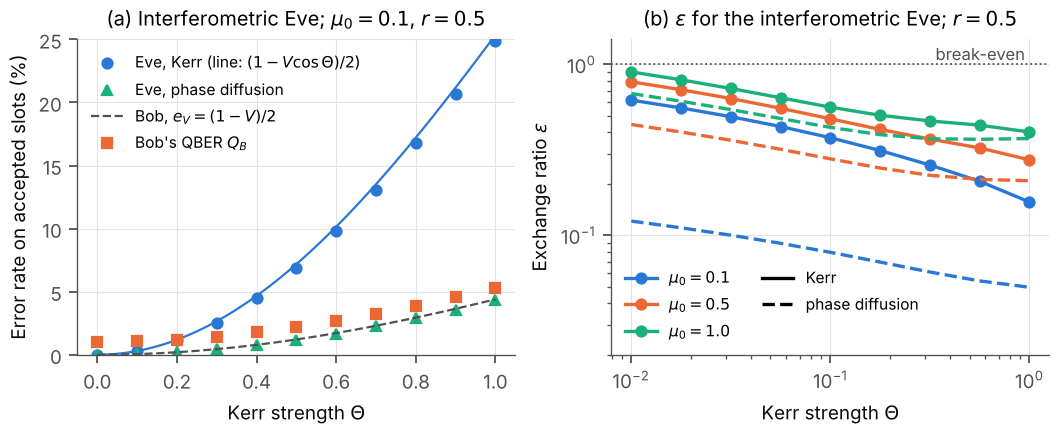 (a) Interferometric Eve; μ₀ = 0.1, r = 0.5
Error rate on accepted slots (%)
25
20
15
10
5
0
Eve, Kerr (line: (1 − Vcos Θ)/2)
Eve, phase diffusion
Bob, e_V = (1 − V)/2
Bob's QBER Q_B
0.0
0.2
0.4
0.6
0.8
1.0
Kerr strength Θ
(b) ε for the interferometric Eve; r = 0.5
Exchange ratio ε
10⁰
10⁻¹
break-even
μ₀ = 0.1
μ₀ = 0.5
μ₀ = 1.0
Kerr
phase diffusion
10⁻²
10⁻¹
10⁰
Kerr strength Θ